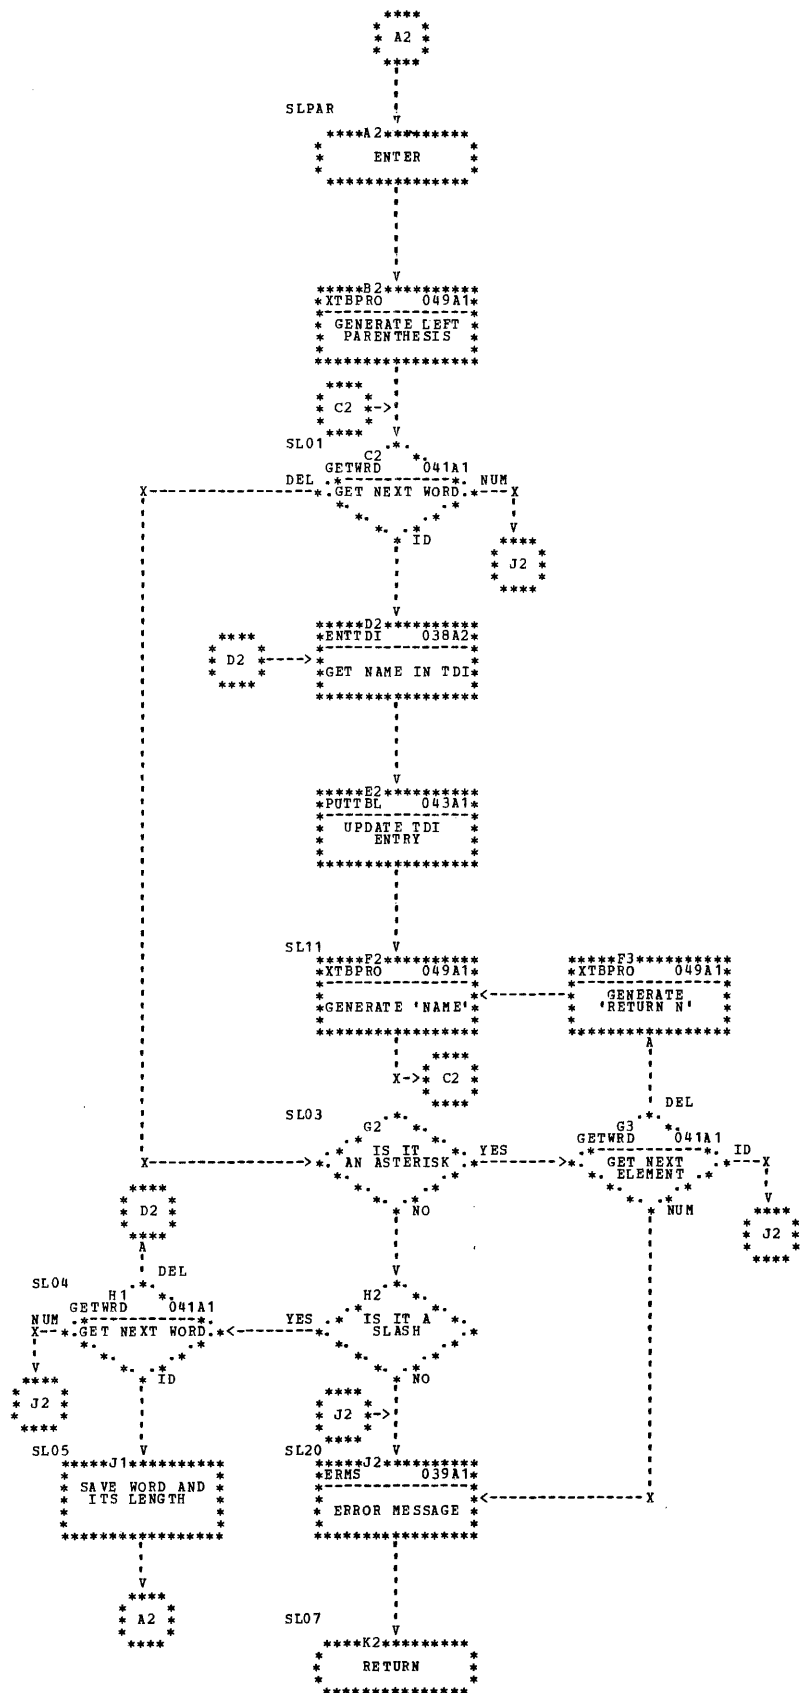 A2
SLPAR
A2
ENTER
B2
XTBPRO 049A1
GENERATE LEFT
PARENTHESIS
C2
SL01
C2
GETWRD 041A1
DEL GET NEXT WORD NUM
X X
ID
J2
D2
ENTTDI 038A2
D2
GET NAME IN TDI
E2
PUTTBL 043A1
UPDATE TDI
ENTRY
SL11
F2 F3
XTBPRO 049A1 XTBPRO 049A1
GENERATE 'NAME' GENERATE
'RETURN N'
X-> C2
DEL
SL03
G2 G3
GETWRD 041A1
IS IT YES ID
X AN ASTERISK GET NEXT X
ELEMENT
D2 NO NUM
J2
DEL
SL04
H1 H2
GETWRD 041A1
NUM YES IS IT A
X GET NEXT WORD SLASH
ID NO
J2 J2
SL05 SL20
J1 J2
ERMS 039A1
SAVE WORD AND
ITS LENGTH
ERROR MESSAGE X
A2
SL07
K2
RETURN